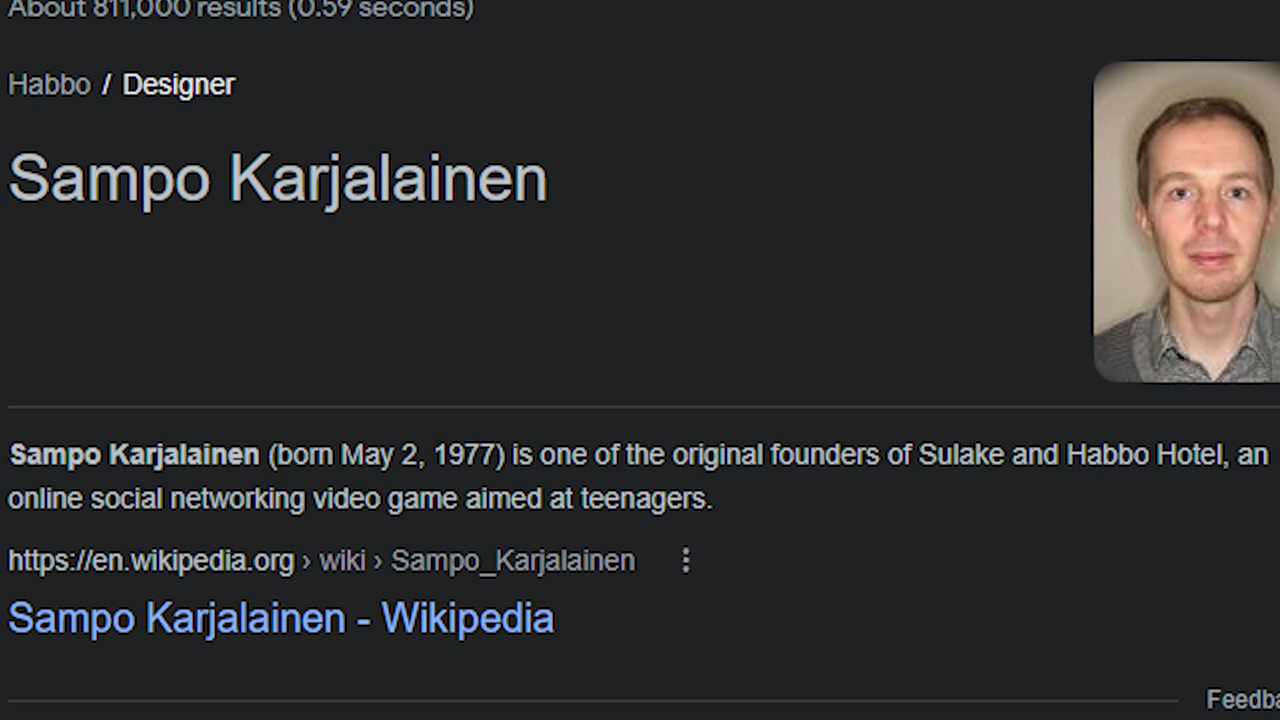 About 811,000 results (0.59 seconds)
Habbo / Designer
Sampo Karjalainen
Sampo Karjalainen (born May 2, 1977) is one of the original founders of Sulake and Habbo Hotel, an
online social networking video game aimed at teenagers.
https://en.wikipedia.org › wiki › Sampo_Karjalainen
Sampo Karjalainen - Wikipedia
Feedba